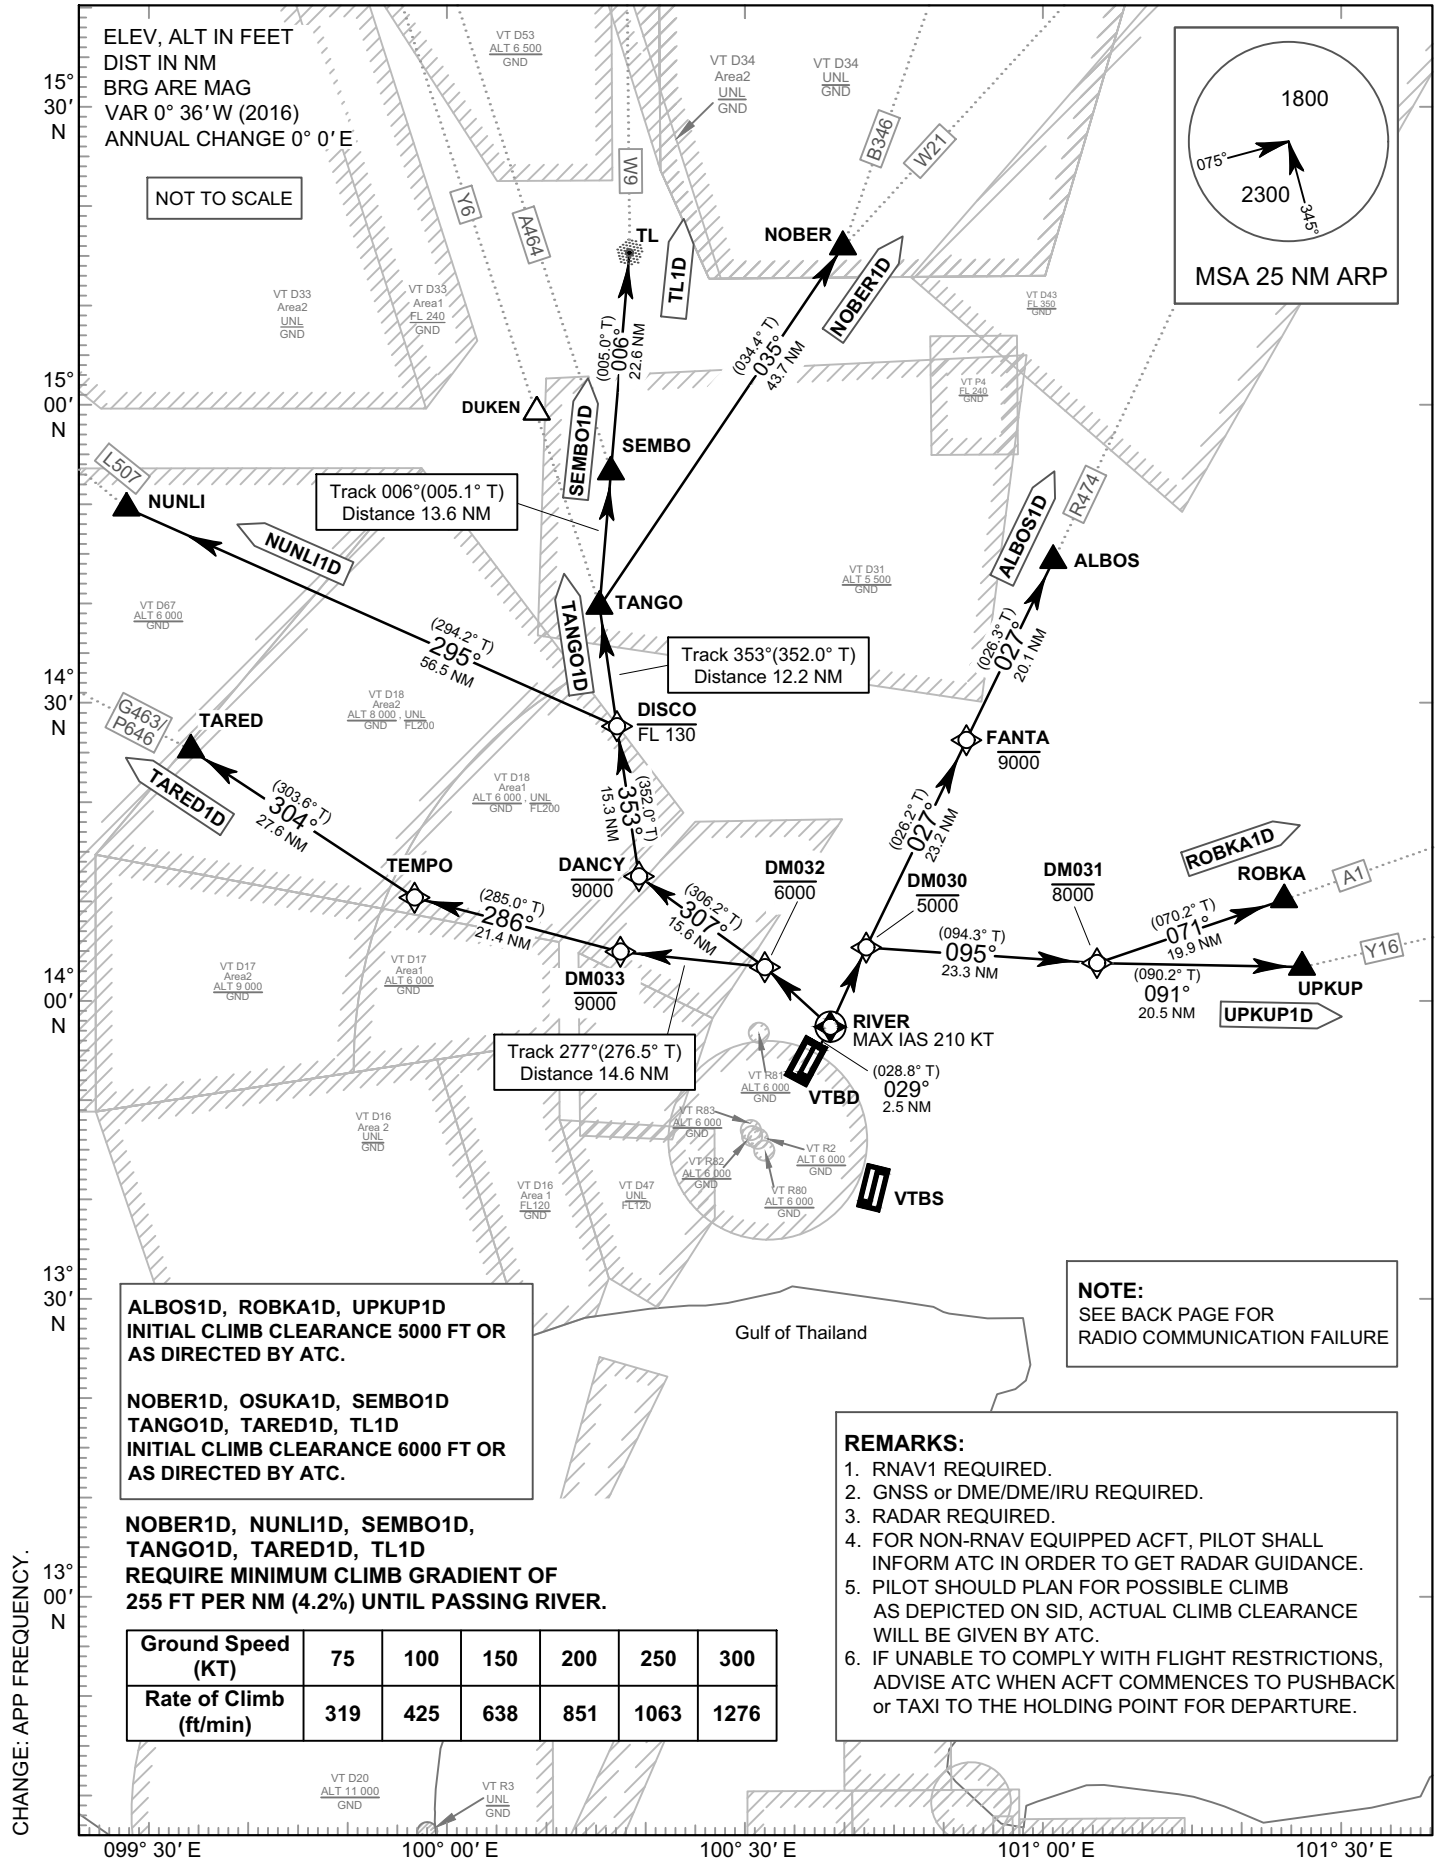 ELEV, ALT IN FEET
DIST IN NM
BRG ARE MAG
VAR 0° 36′ W (2016)
ANNUAL CHANGE 0° 0′ E
NOT TO SCALE
VT D53
ALT 6 500
GND
VT D34
Area2
UNL
GND
VT D34
UNL
GND
1800
075°
2300
345°
MSA 25 NM ARP
15°
30′
N
Y6
A464
W9
B346
W21
TL
TL1D
NOBER
NOBER1D
VT D33
Area2
UNL
GND
VT D33
Area1
FL 240
GND
VT D43
FL 350
GND
(005.0° T)
006°
22.6 NM
(034.4° T)
035°
43.7 NM
15°
00′
N
DUKEN
SEMBO1D
SEMBO
VT P4
FL 240
GND
L507
NUNLI
NUNLI1D
Track 006°(005.1° T)
Distance 13.6 NM
R474
ALBOS1D
ALBOS
VT D31
ALT 5 500
GND
TANGO1D
TANGO
VT D67
ALT 6 000
GND
(294.2° T)
295°
56.5 NM
Track 353°(352.0° T)
Distance 12.2 NM
(026.3° T)
027°
20.1 NM
14°
30′
N
G463/
P646
TARED
TARED1D
VT D18
Area2
ALT 8 000 , UNL
GND FL200
DISCO
FL 130
FANTA
9000
VT D18
Area1
ALT 6 000 , UNL
GND FL200
(352.0° T)
353°
15.3 NM
(303.6° T)
304°
27.6 NM
(026.2° T)
027°
23.2 NM
TEMPO
DANCY
9000
DM032
6000
DM030
5000
DM031
8000
ROBKA1D
ROBKA
A1
(285.0° T)
286°
21.4 NM
(306.2° T)
307°
15.6 NM
(094.3° T)
095°
23.3 NM
(070.2° T)
071°
19.9 NM
Y16
VT D17
Area2
ALT 9 000
GND
VT D17
Area1
ALT 6 000
GND
DM033
9000
(090.2° T)
091°
20.5 NM
UPKUP
UPKUP1D
14°
00′
N
RIVER
MAX IAS 210 KT
Track 277°(276.5° T)
Distance 14.6 NM
(028.8° T)
029°
2.5 NM
VTBD
VT R81
ALT 6 000
GND
VT R83
ALT 6 000
GND
VT D16
Area 2
UNL
GND
VT R82
ALT 6 000
GND
VT R2
ALT 6 000
GND
VT D16
Area 1
FL120
GND
VT D47
UNL
FL120
VT R80
ALT 6 000
GND
VTBS
13°
30′
N
ALBOS1D, ROBKA1D, UPKUP1D
INITIAL CLIMB CLEARANCE 5000 FT OR
AS DIRECTED BY ATC.
NOBER1D, OSUKA1D, SEMBO1D
TANGO1D, TARED1D, TL1D
INITIAL CLIMB CLEARANCE 6000 FT OR
AS DIRECTED BY ATC.
Gulf of Thailand
NOTE:
SEE BACK PAGE FOR
RADIO COMMUNICATION FAILURE
NOBER1D, NUNLI1D, SEMBO1D,
TANGO1D, TARED1D, TL1D
REQUIRE MINIMUM CLIMB GRADIENT OF
255 FT PER NM (4.2%) UNTIL PASSING RIVER.
13°
00′
N
REMARKS:
1. RNAV1 REQUIRED.
2. GNSS or DME/DME/IRU REQUIRED.
3. RADAR REQUIRED.
4. FOR NON-RNAV EQUIPPED ACFT, PILOT SHALL
INFORM ATC IN ORDER TO GET RADAR GUIDANCE.
5. PILOT SHOULD PLAN FOR POSSIBLE CLIMB
AS DEPICTED ON SID, ACTUAL CLIMB CLEARANCE
WILL BE GIVEN BY ATC.
6. IF UNABLE TO COMPLY WITH FLIGHT RESTRICTIONS,
ADVISE ATC WHEN ACFT COMMENCES TO PUSHBACK
or TAXI TO THE HOLDING POINT FOR DEPARTURE.
Ground Speed (KT) 75 100 150 200 250 300
Rate of Climb (ft/min) 319 425 638 851 1063 1276
VT D20
ALT 11 000
GND
VT R3
UNL
GND
CHANGE: APP FREQUENCY.
099° 30′ E 100° 00′ E 100° 30′ E 101° 00′ E 101° 30′ E